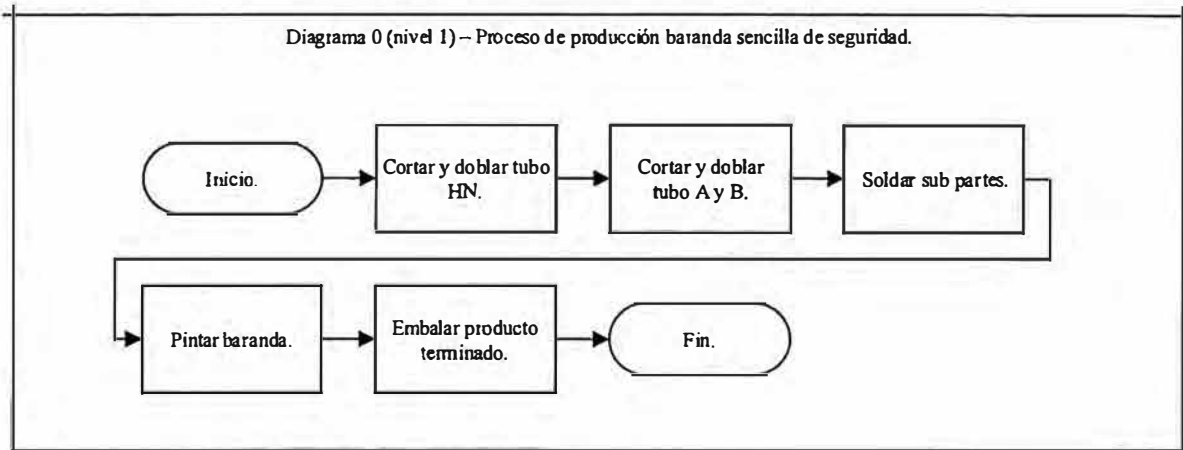 Diagrama 0 (nivel 1) – Proceso de producción baranda sencilla de seguridad.
Inicio.
Cortar y doblar tubo
HN.
Cortar y doblar
tubo A y B.
Soldar sub partes.
Pintar baranda.
Embalar producto
terminado.
Fin.